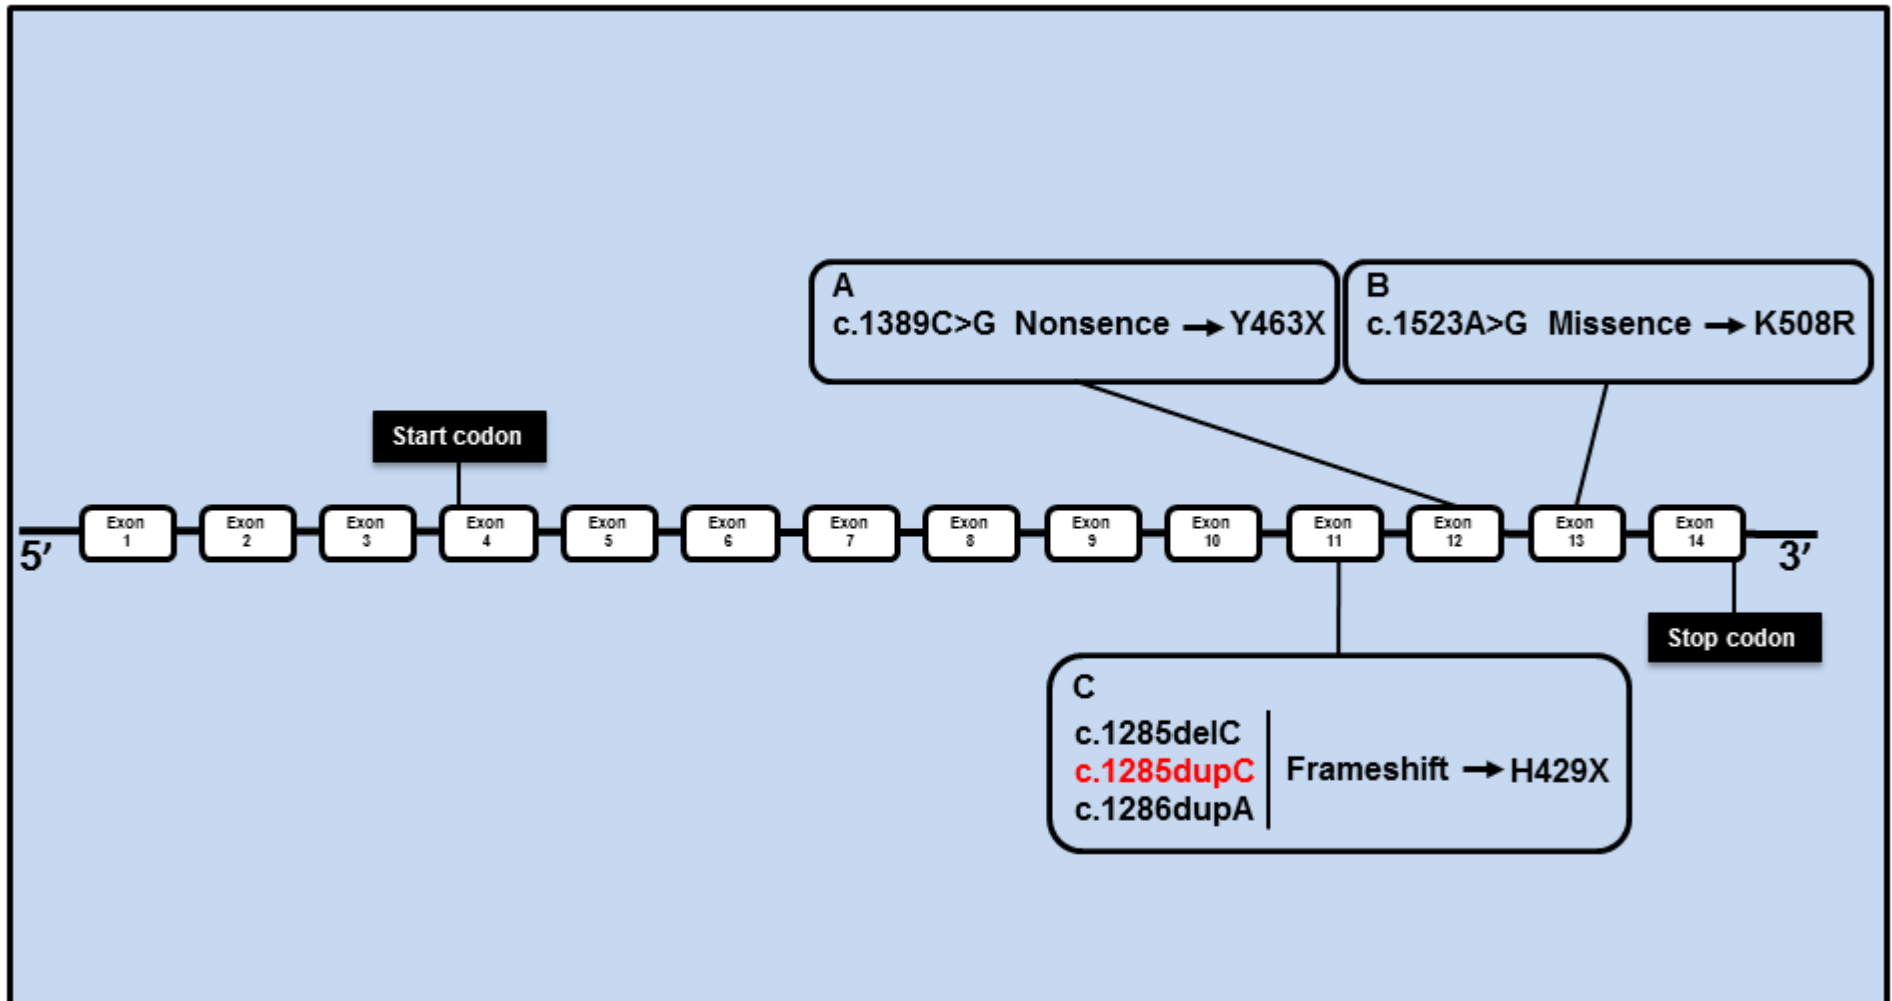 A
c.1389C>G Nonsence → Y463X
B
c.1523A>G Missence → K508R
Start codon
Exon
1
Exon
2
Exon
3
Exon
4
Exon
5
Exon
6
Exon
7
Exon
8
Exon
9
Exon
10
Exon
11
Exon
12
Exon
13
Exon
14
5′
3′
Stop codon
C
c.1285delC
c.1285dupC
c.1286dupA
Frameshift → H429X